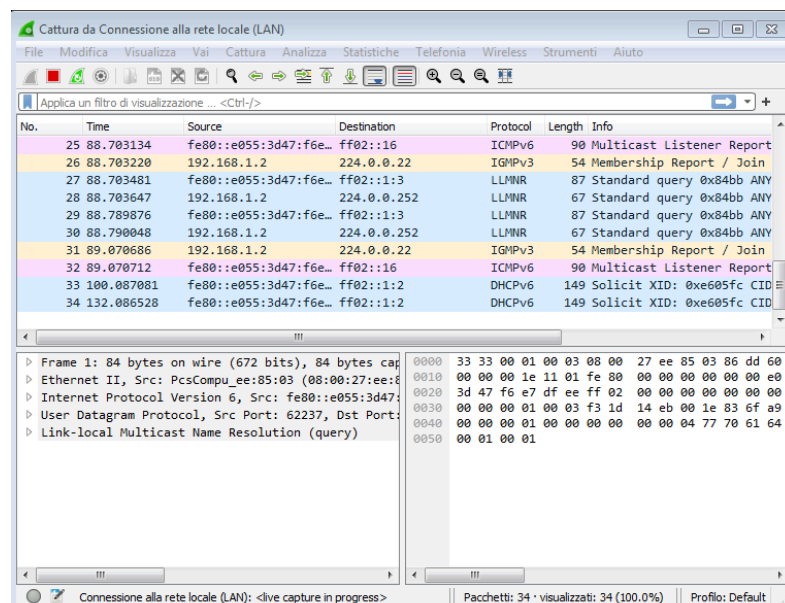 Cattura da Connessione alla rete locale (LAN)
File Modifica Visualizza Vai Cattura Analizza Statistiche Telefonia Wireless Strumenti Aiuto
Applica un filtro di visualizzazione ... <Ctrl-/>
No. Time Source Destination Protocol Length Info
25 88.703134 fe80::e055:3d47:f6e… ff02::16 ICMPv6 90 Multicast Listener Report
26 88.703220 192.168.1.2 224.0.0.22 IGMPv3 54 Membership Report / Join
27 88.703481 fe80::e055:3d47:f6e… ff02::1:3 LLMNR 87 Standard query 0x84bb ANY
28 88.703647 192.168.1.2 224.0.0.252 LLMNR 67 Standard query 0x84bb ANY
29 88.789876 fe80::e055:3d47:f6e… ff02::1:3 LLMNR 87 Standard query 0x84bb ANY
30 88.790048 192.168.1.2 224.0.0.252 LLMNR 67 Standard query 0x84bb ANY
31 89.070686 192.168.1.2 224.0.0.22 IGMPv3 54 Membership Report / Join
32 89.070712 fe80::e055:3d47:f6e… ff02::16 ICMPv6 90 Multicast Listener Report
33 100.087081 fe80::e055:3d47:f6e… ff02::1:2 DHCPv6 149 Solicit XID: 0xe605fc CID
34 132.086528 fe80::e055:3d47:f6e… ff02::1:2 DHCPv6 149 Solicit XID: 0xe605fc CID
Frame 1: 84 bytes on wire (672 bits), 84 bytes cap
Ethernet II, Src: PcsCompu_ee:85:03 (08:00:27:ee:8
Internet Protocol Version 6, Src: fe80::e055:3d47:
User Datagram Protocol, Src Port: 62237, Dst Port:
Link-local Multicast Name Resolution (query)
0000 33 33 00 01 00 03 08 00 27 ee 85 03 86 dd 60
0010 00 00 00 1e 11 01 fe 80 00 00 00 00 00 00 e0
0020 3d 47 f6 e7 df ee ff 02 00 00 00 00 00 00 00
0030 00 00 00 01 00 03 f3 1d 14 eb 00 1e 83 6f a9
0040 00 00 00 01 00 00 00 00 00 00 04 77 70 61 64
0050 00 01 00 01
Connessione alla rete locale (LAN): <live capture in progress> Pacchetti: 34 · visualizzati: 34 (100.0%) Profilo: Default